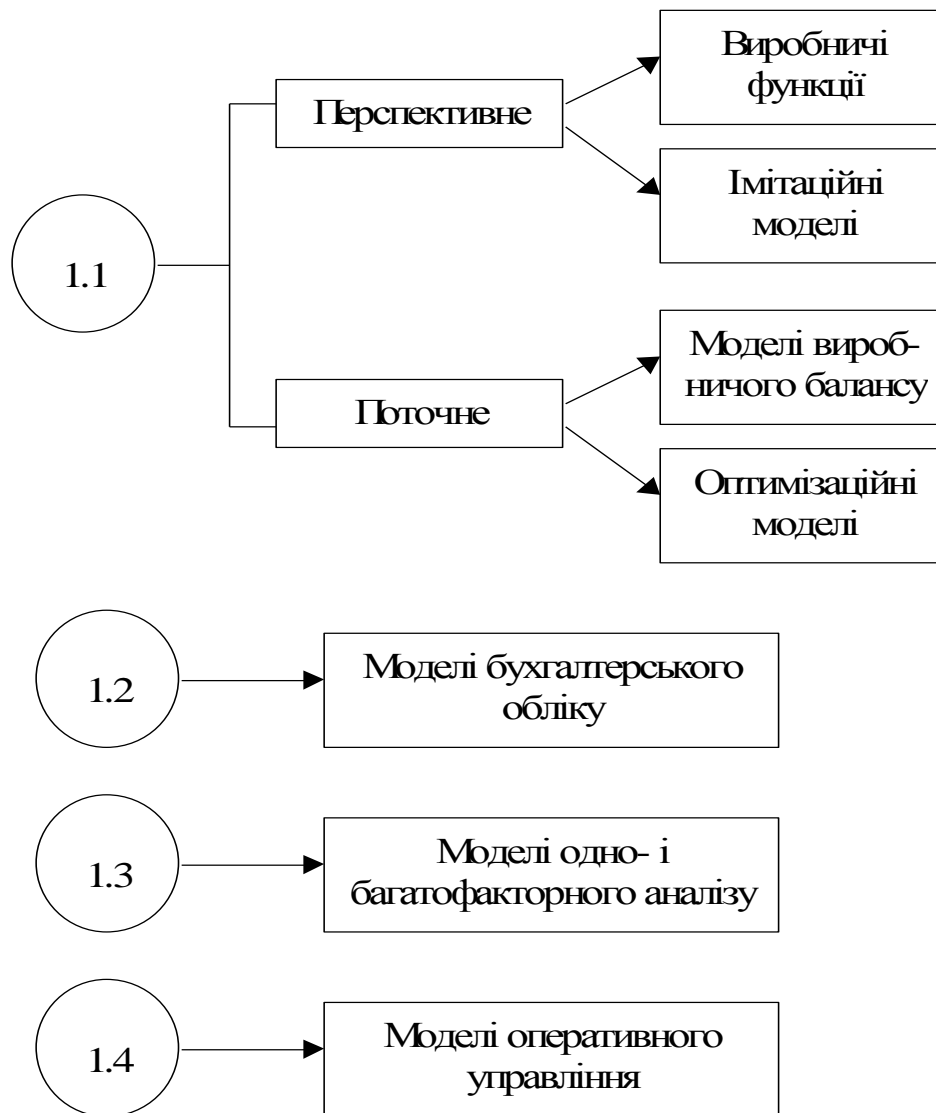 Виробничі
функції
Перспективне
Імітаційні
моделі
1.1
Моделі вироб-
ничого балансу
Поточне
Оптимізаційні
моделі
1.2
Моделі бухгалтерського
обліку
1.3
Моделі одно- і
багатофакторного аналізу
1.4
Моделі оперативного
управління